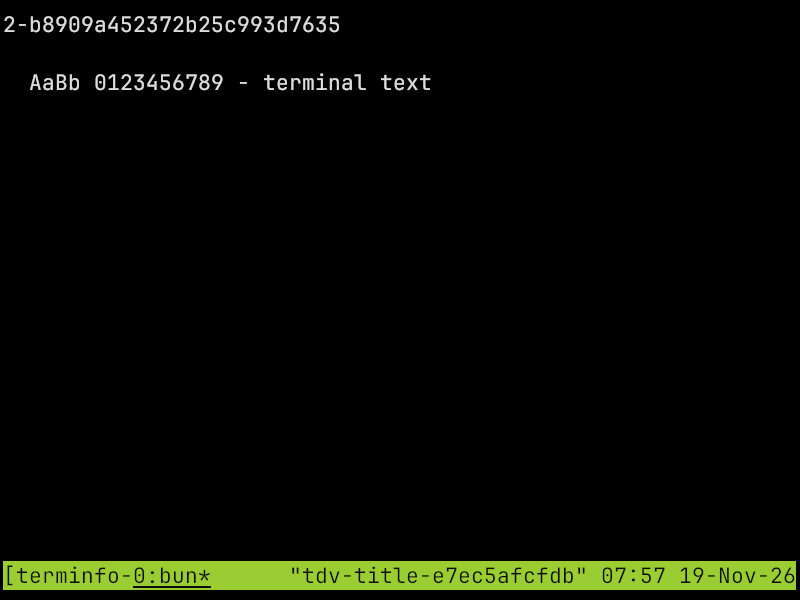 2-b8909a452372b25c993d7635
AaBb 0123456789 - terminal text
[terminfo-0:bun* "tdv-title-e7ec5afcfdb" 07:57 19-Nov-26